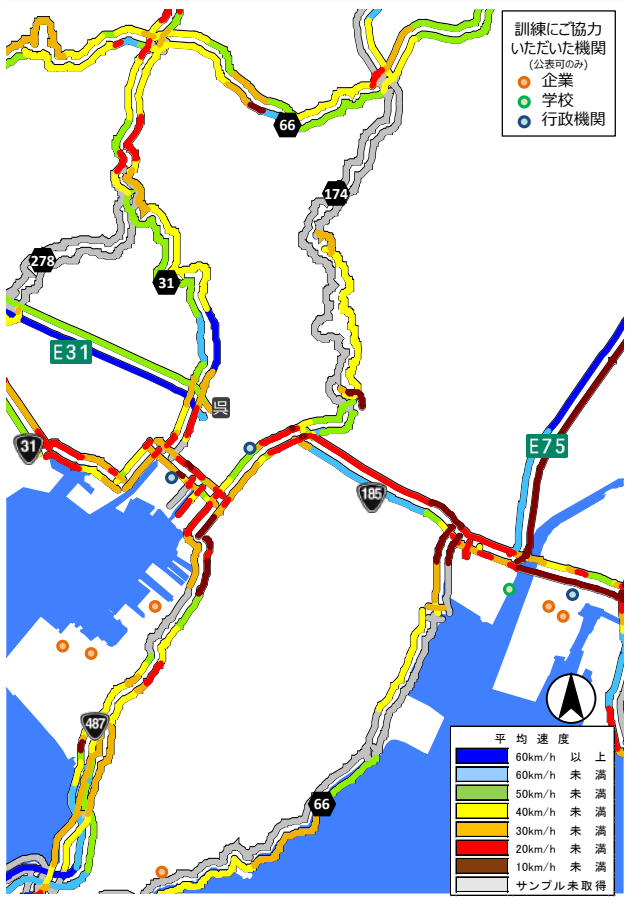 訓練にご協力
いただいた機関
(公表可のみ)
企業
学校
行政機関
66
174
278
31
E31
呉
31
E75
185
487
66
平均速度
60km/h 以上
60km/h 未満
50km/h 未満
40km/h 未満
30km/h 未満
20km/h 未満
10km/h 未満
サンプル未取得